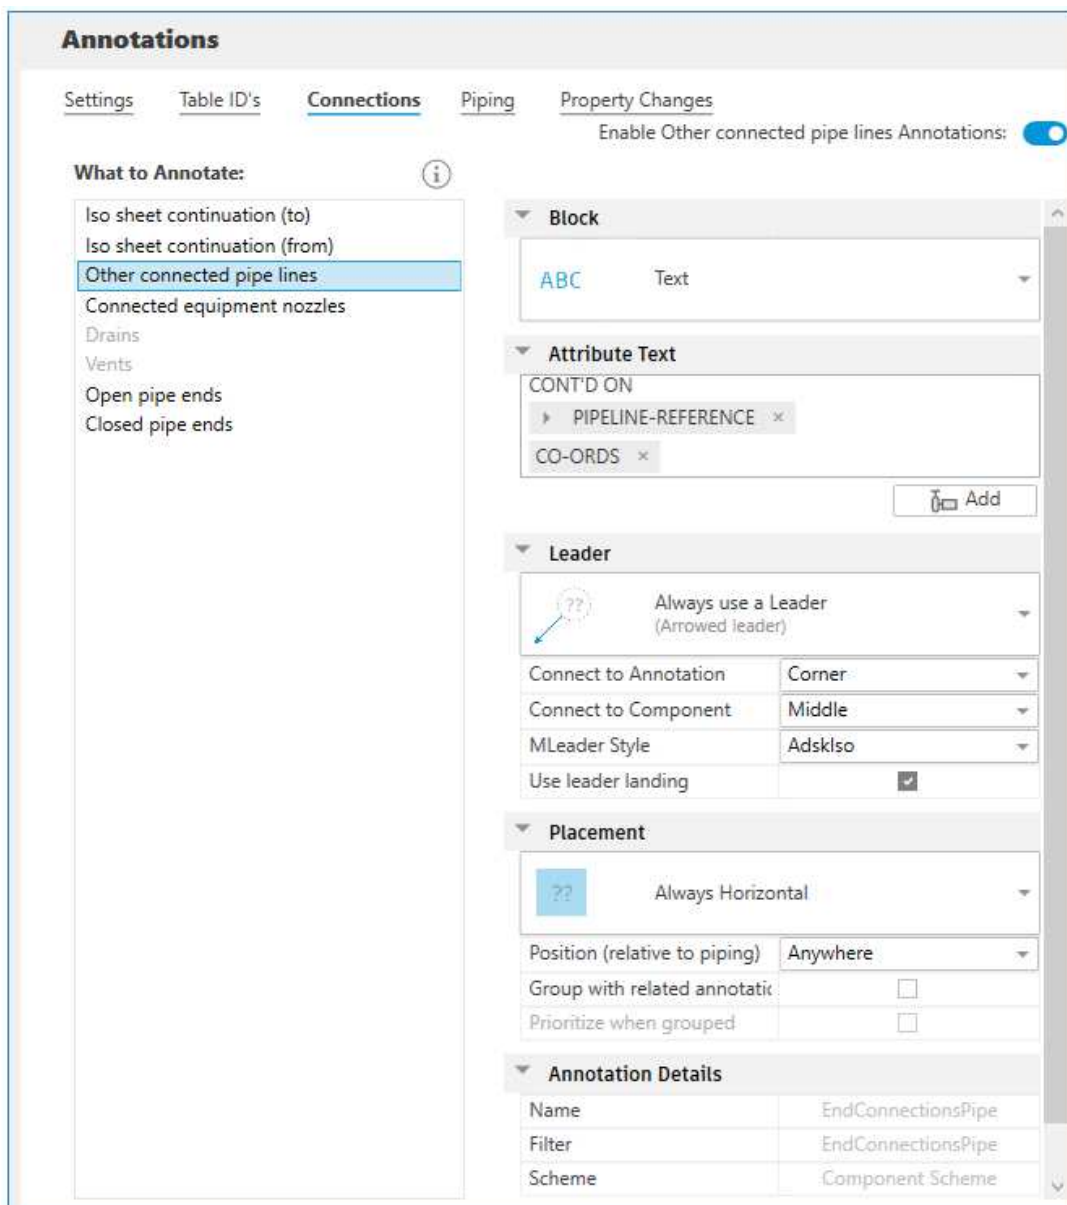 Annotations
Settings Table ID's Connections Piping Property Changes
Enable Other connected pipe lines Annotations:
What to Annotate:
Iso sheet continuation (to)
Iso sheet continuation (from)
Other connected pipe lines
Connected equipment nozzles
Drains
Vents
Open pipe ends
Closed pipe ends
Block
ABC Text
Attribute Text
CONT'D ON
PIPELINE-REFERENCE ×
CO-ORDS ×
Add
Leader
?? Always use a Leader
(Arrowed leader)
Connect to Annotation Corner
Connect to Component Middle
MLeader Style AdskIso
Use leader landing
Placement
?? Always Horizontal
Position (relative to piping) Anywhere
Group with related annotatic
Prioritize when grouped
Annotation Details
Name EndConnectionsPipe
Filter EndConnectionsPipe
Scheme Component Scheme